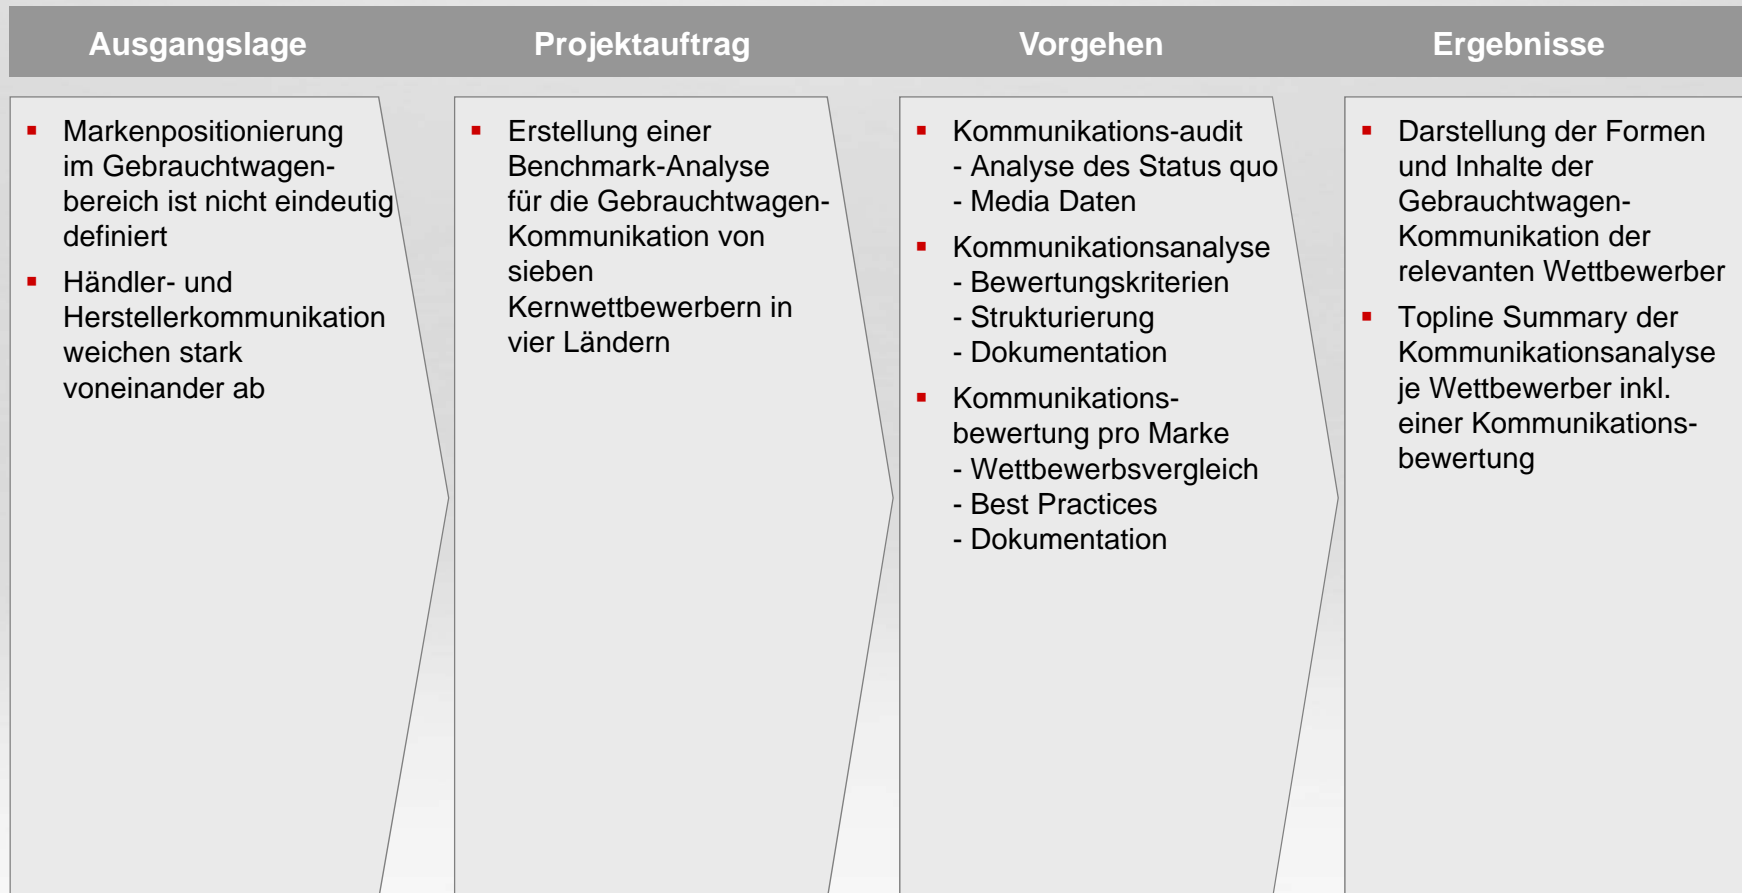 Ausgangslage
Projektauftrag
Vorgehen
Ergebnisse
Markenpositionierung
im Gebrauchtwagen-
bereich ist nicht eindeutig
definiert
Händler- und
Herstellerkommunikation
weichen stark
voneinander ab
Erstellung einer
Benchmark-Analyse
für die Gebrauchtwagen-
Kommunikation von
sieben
Kernwettbewerbern in
vier Ländern
Kommunikations-audit
- Analyse des Status quo
- Media Daten
Kommunikationsanalyse
- Bewertungskriterien
- Strukturierung
- Dokumentation
Kommunikations-
bewertung pro Marke
- Wettbewerbsvergleich
- Best Practices
- Dokumentation
Darstellung der Formen
und Inhalte der
Gebrauchtwagen-
Kommunikation der
relevanten Wettbewerber
Topline Summary der
Kommunikationsanalyse
je Wettbewerber inkl.
einer Kommunikations-
bewertung